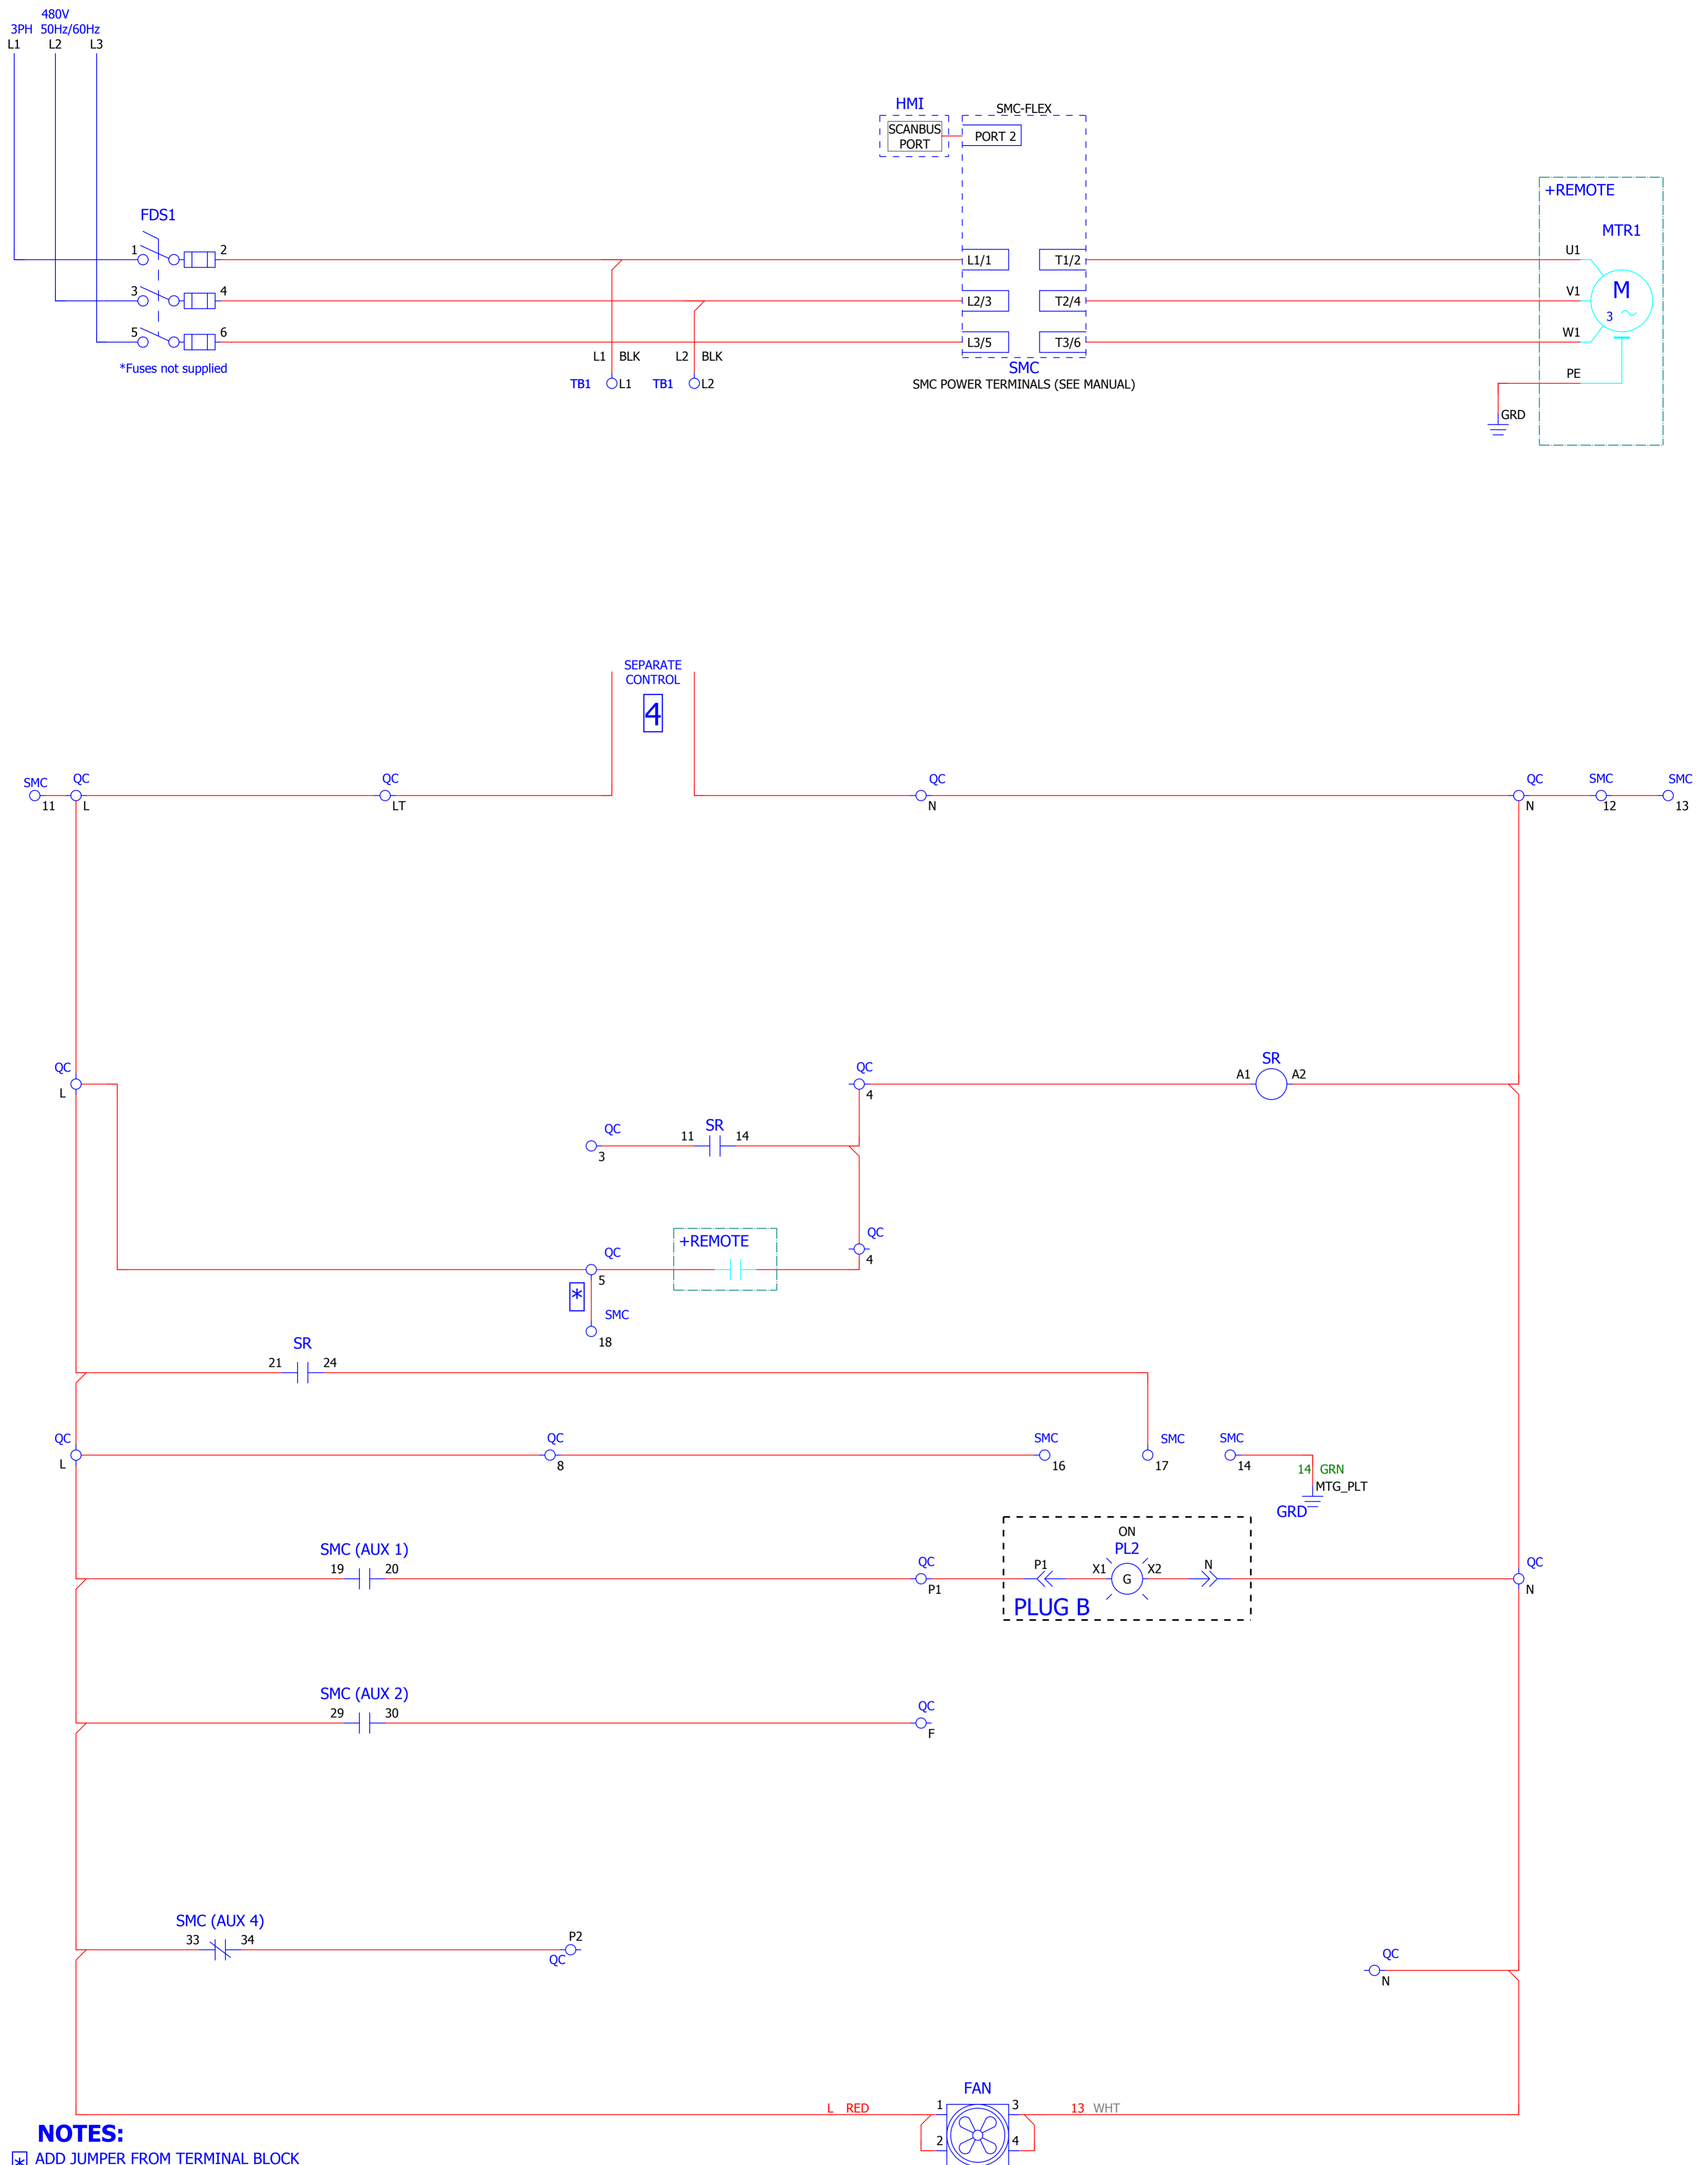 480V
3PH 50Hz/60Hz
L1 L2 L3
HMI
SMC-FLEX
SCANBUS
PORT
PORT 2
+REMOTE
FDS1
MTR1
1 2
L1/1 T1/2
U1
3 4
L2/3 T2/4
V1
M
3
5 6
L3/5 T3/6
W1
*Fuses not supplied
L1 BLK L2 BLK
SMC
PE
TB1 L1 TB1 L2
SMC POWER TERMINALS (SEE MANUAL)
GRD
SEPARATE
CONTROL
4
SMC QC QC QC QC SMC SMC
11 L LT N N 12 13
QC QC SR
L 4 A1 A2
QC SR
3 11 14
QC
+REMOTE
4
QC
5
*
SMC
18
SR
21 24
QC QC SMC SMC SMC
L 8 16 17 14
14 GRN
MTG_PLT
GRD
ON
SMC (AUX 1)
PL2
19 20
QC P1 X1 G X2 N QC
P1 N
PLUG B
SMC (AUX 2)
29 30
QC
F
SMC (AUX 4)
33 34
P2
QC
QC
N
FAN
L RED 1 3 13 WHT
2 4
NOTES:
* ADD JUMPER FROM TERMINAL BLOCK